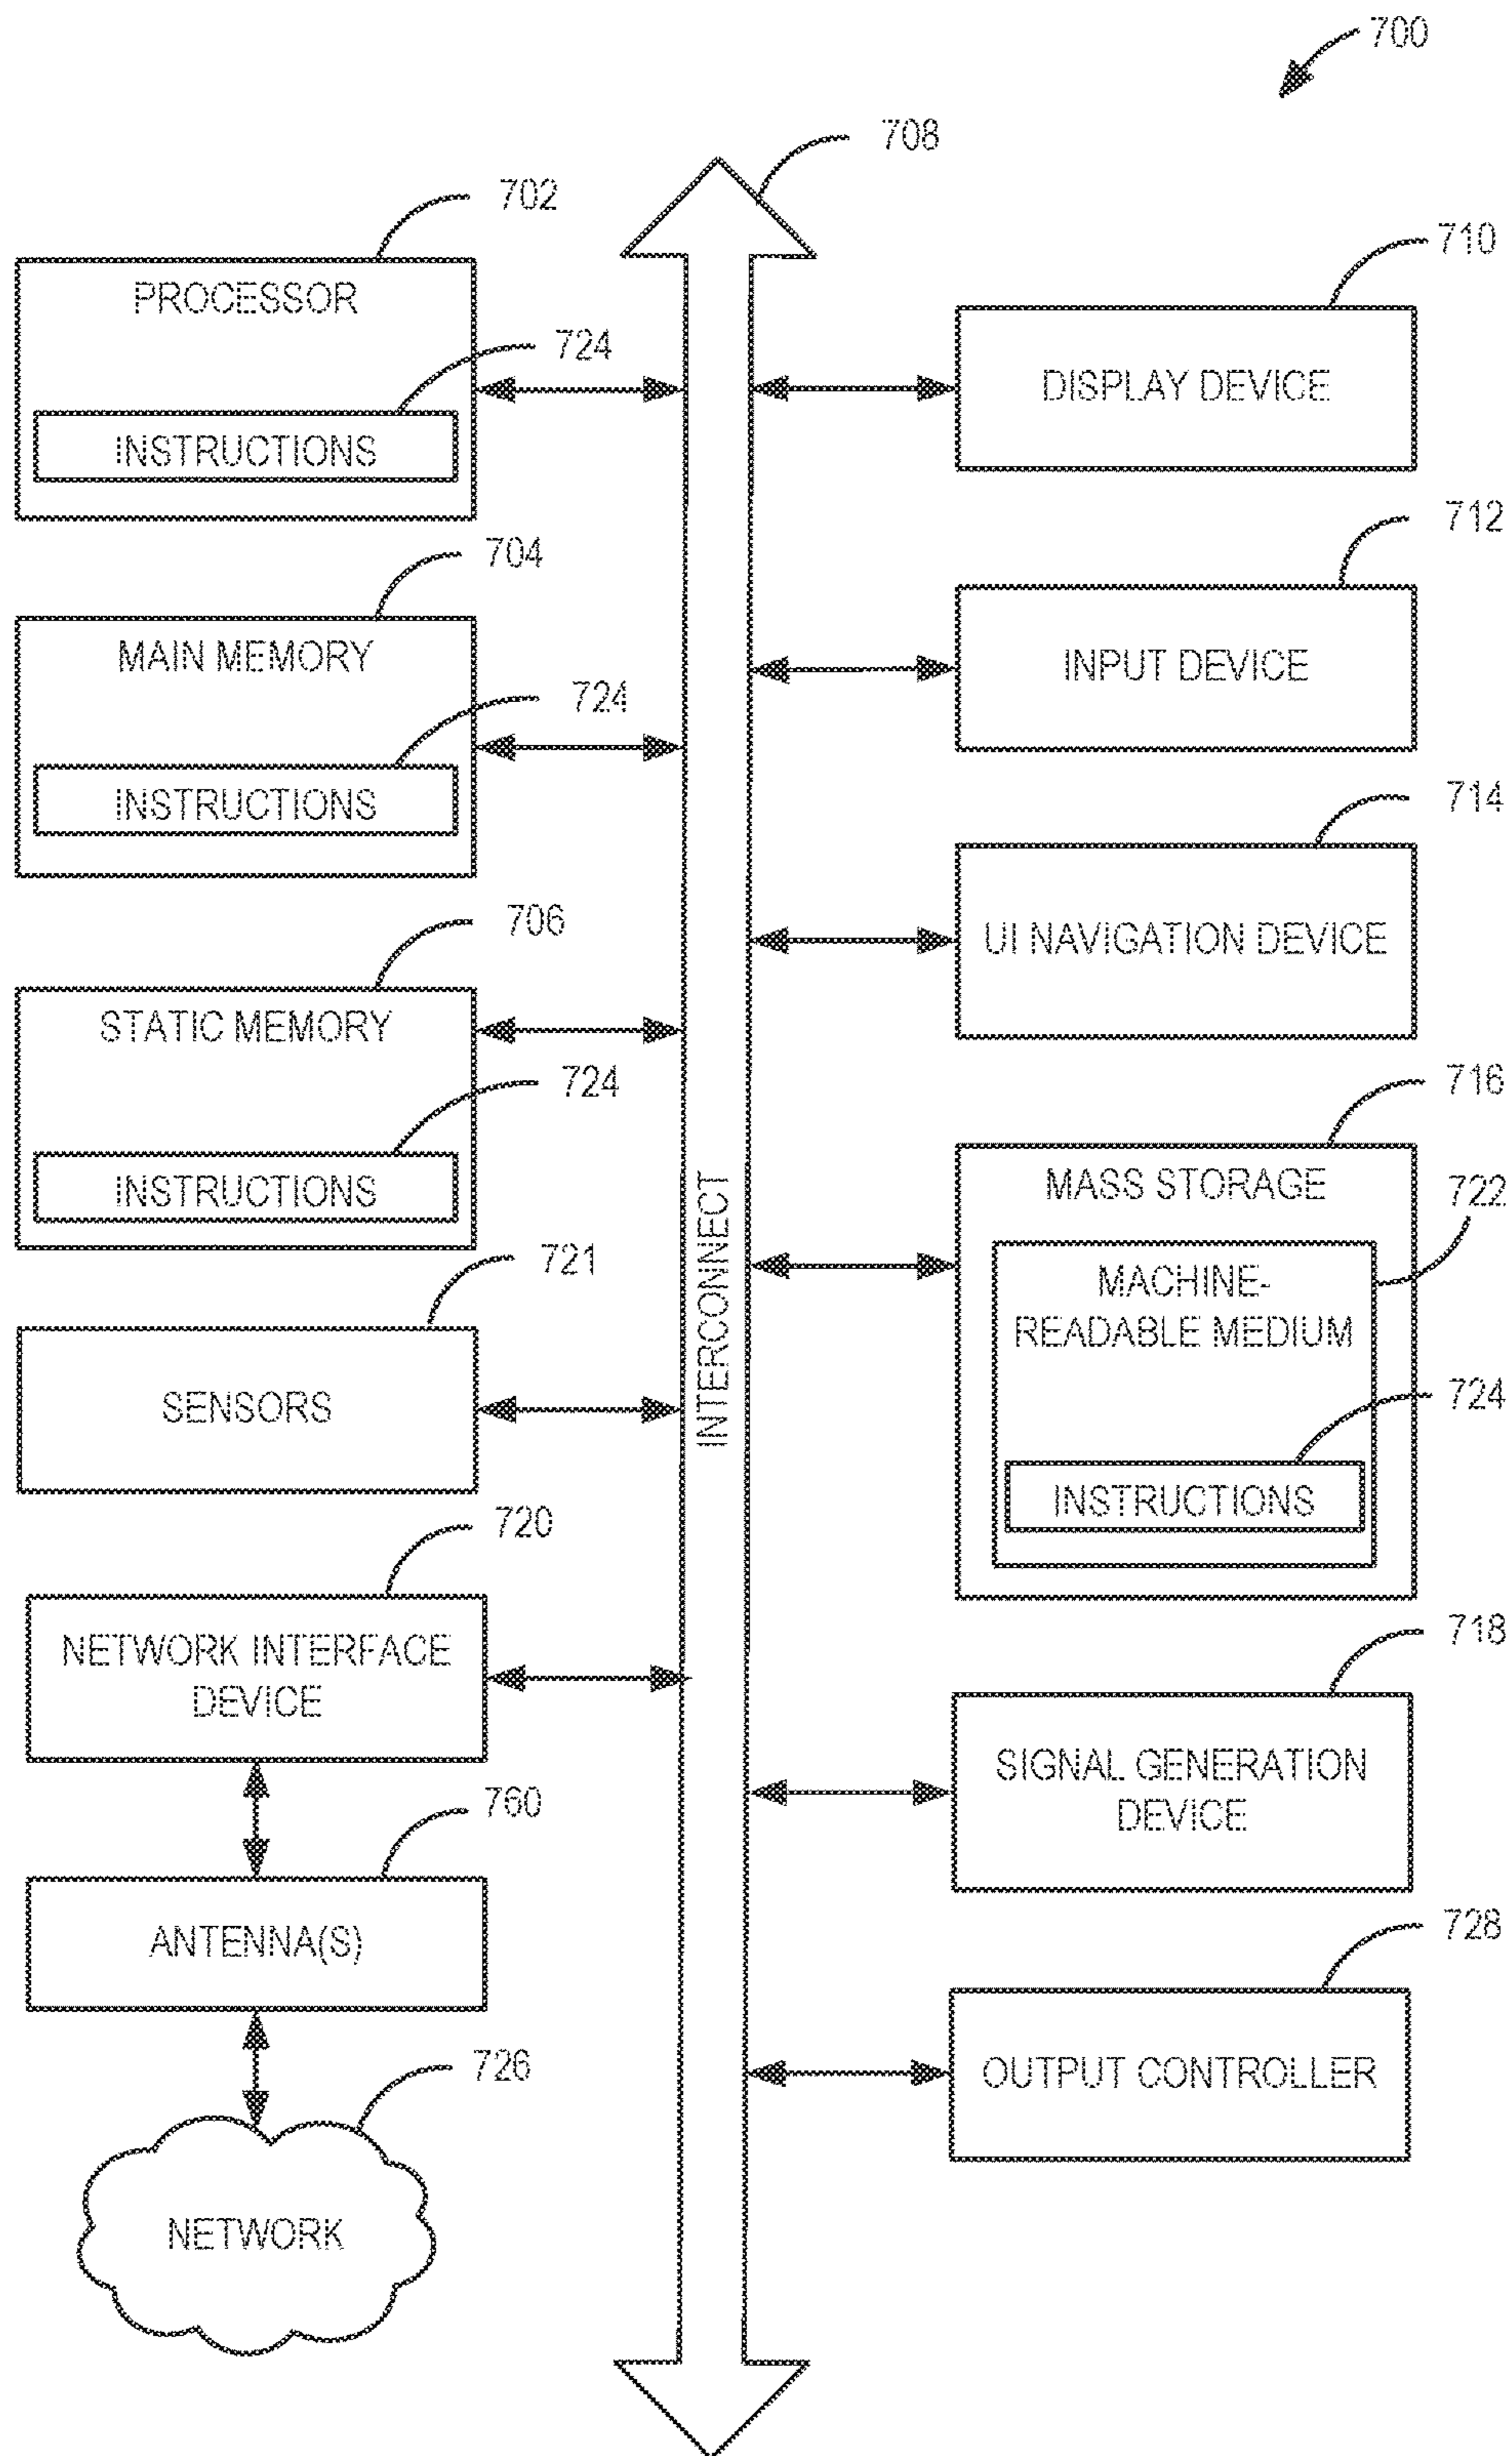 700
708
702
PROCESSOR
724
INSTRUCTIONS
704
MAIN MEMORY
724
INSTRUCTIONS
706
STATIC MEMORY
724
INSTRUCTIONS
721
SENSORS
720
NETWORK INTERFACE
DEVICE
760
ANTENNA(S)
726
NETWORK
INTERCONNECT
710
DISPLAY DEVICE
712
INPUT DEVICE
714
UI NAVIGATION DEVICE
716
MASS STORAGE
722
MACHINE-
READABLE MEDIUM
724
INSTRUCTIONS
718
SIGNAL GENERATION
DEVICE
728
OUTPUT CONTROLLER